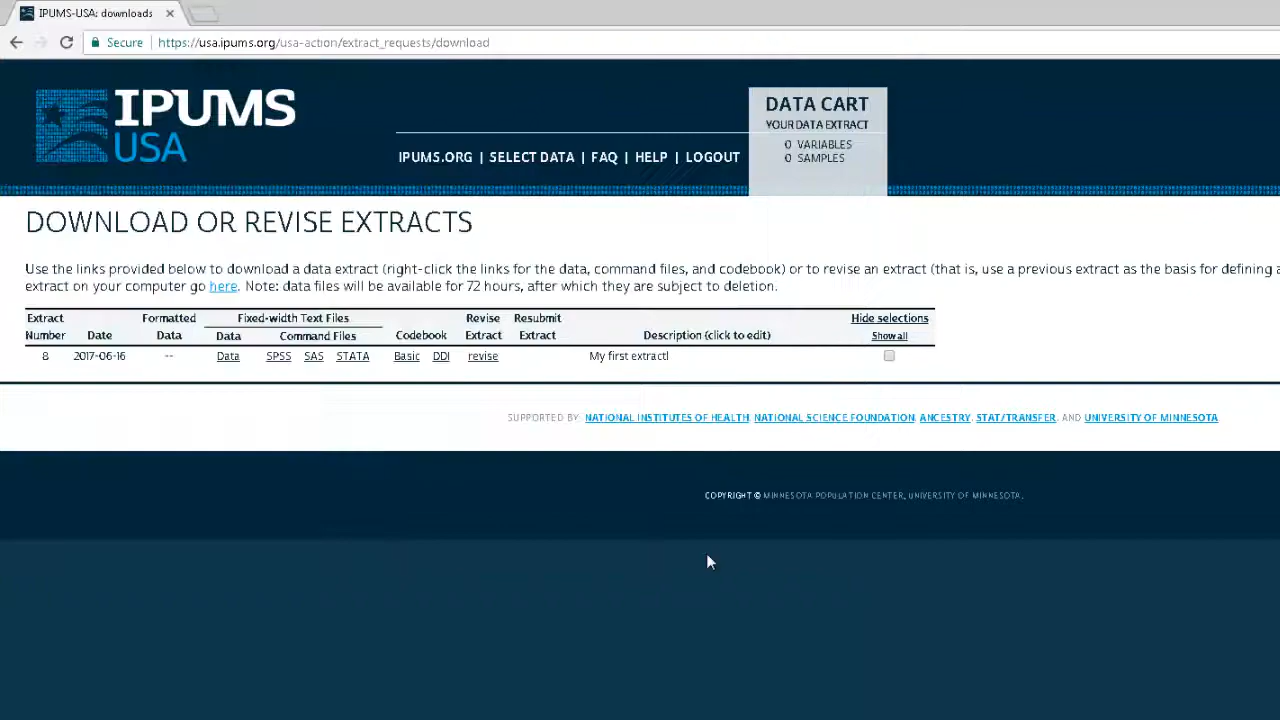 IPUMS-USA: downloads
Secure https://usa.ipums.org/usa-action/extract_requests/download
IPUMS
USA
IPUMS.ORG | SELECT DATA | FAQ | HELP | LOGOUT
DATA CART
YOUR DATA EXTRACT
0 VARIABLES
0 SAMPLES
DOWNLOAD OR REVISE EXTRACTS
Use the links provided below to download a data extract (right-click the links for the data, command files, and codebook) or to revise an extract (that is, use a previous extract as the basis for defining a
extract on your computer go here. Note: data files will be available for 72 hours, after which they are subject to deletion.
Extract Formatted Fixed-width Text Files Revise Resubmit Hide selections
Number Date Data Data Command Files Codebook Extract Extract Description (click to edit) Show all
8 2017-06-16 -- Data SPSS SAS STATA Basic DDI revise My first extract!
SUPPORTED BY: NATIONAL INSTITUTES OF HEALTH, NATIONAL SCIENCE FOUNDATION, ANCESTRY, STAT/TRANSFER, AND UNIVERSITY OF MINNESOTA
COPYRIGHT © MINNESOTA POPULATION CENTER, UNIVERSITY OF MINNESOTA.